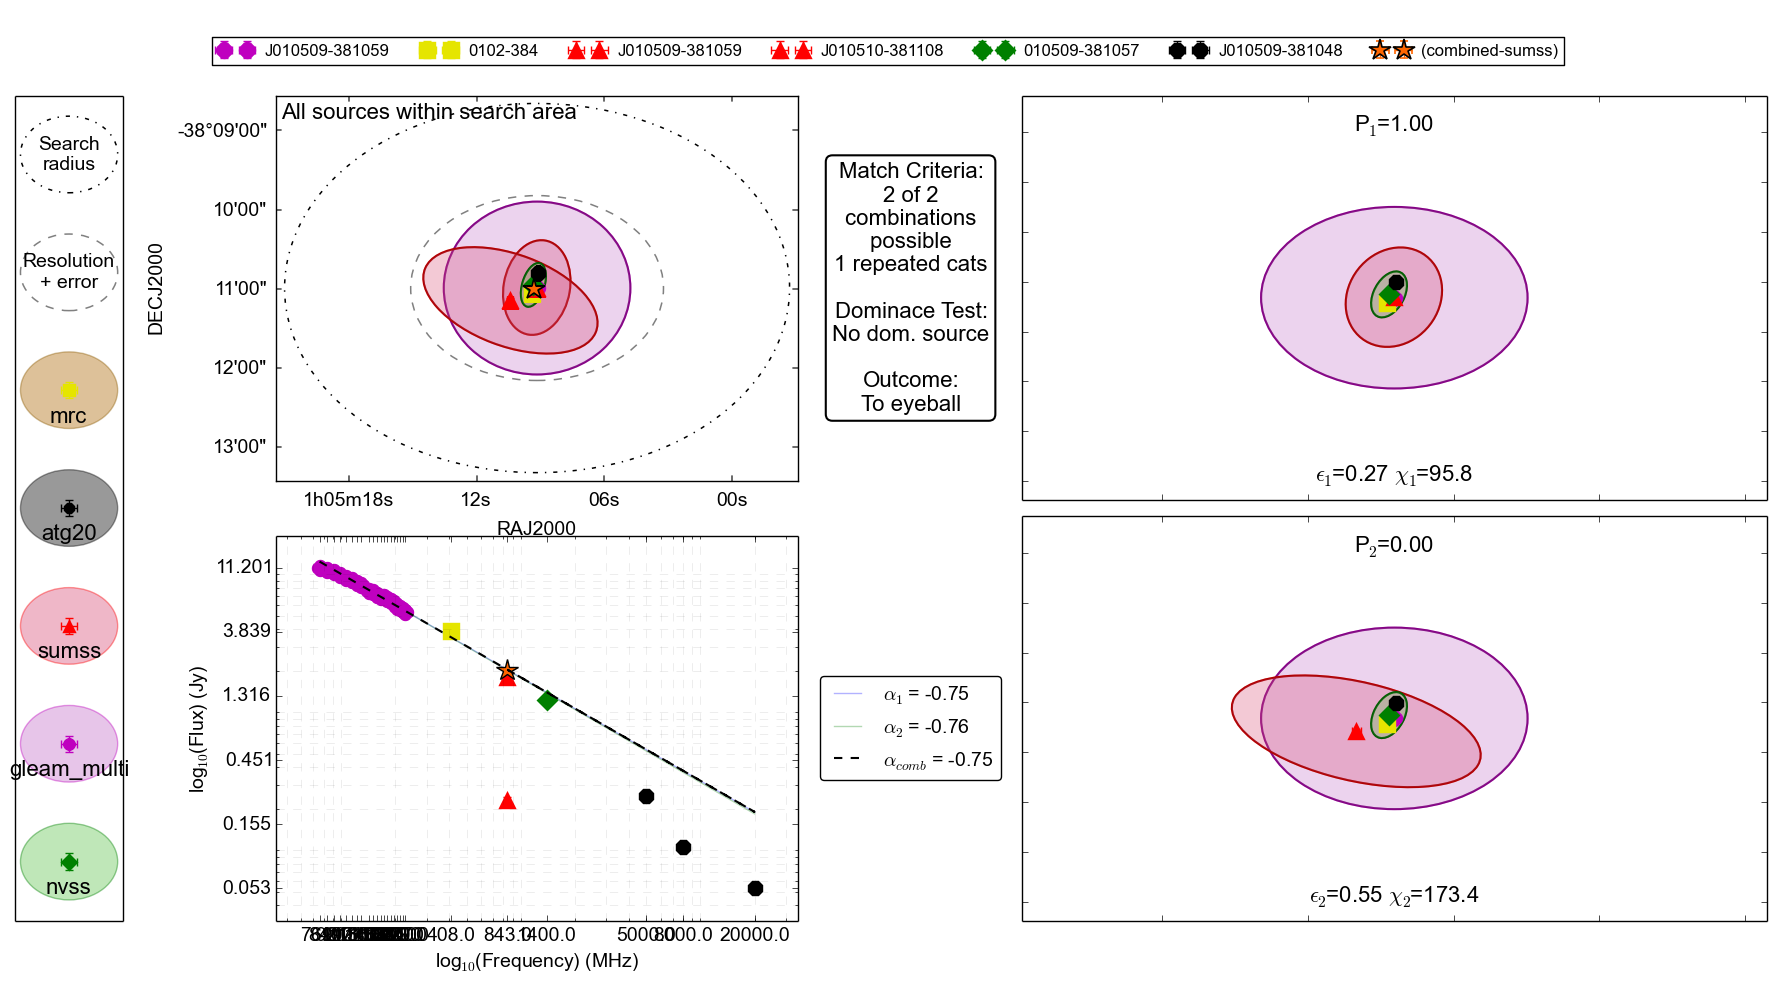 J010509-381059 0102-384 J010509-381059 J010510-381108 010509-381057 J010509-381048 (combined-sumss)
Search
radius
Resolution
+ error
mrc
atg20
sumss
gleam_multi
nvss
All sources within search area
DECJ2000
-38°09'00"
10'00"
11'00"
12'00"
13'00"
1h05m18s 12s 06s 00s
RAJ2000
Match Criteria:
2 of 2
combinations
possible
1 repeated cats
Dominace Test:
No dom. source
Outcome:
To eyeball
P1=1.00
ϵ1=0.27 χ1=95.8
P2=0.00
ϵ2=0.55 χ2=173.4
log10(Flux) (Jy)
11.201
3.839
1.316
0.451
0.155
0.053
408.0 843.0 1400.0 5000.0 8000.0 20000.0
log10(Frequency) (MHz)
α1 = -0.75
α2 = -0.76
αcomb = -0.75